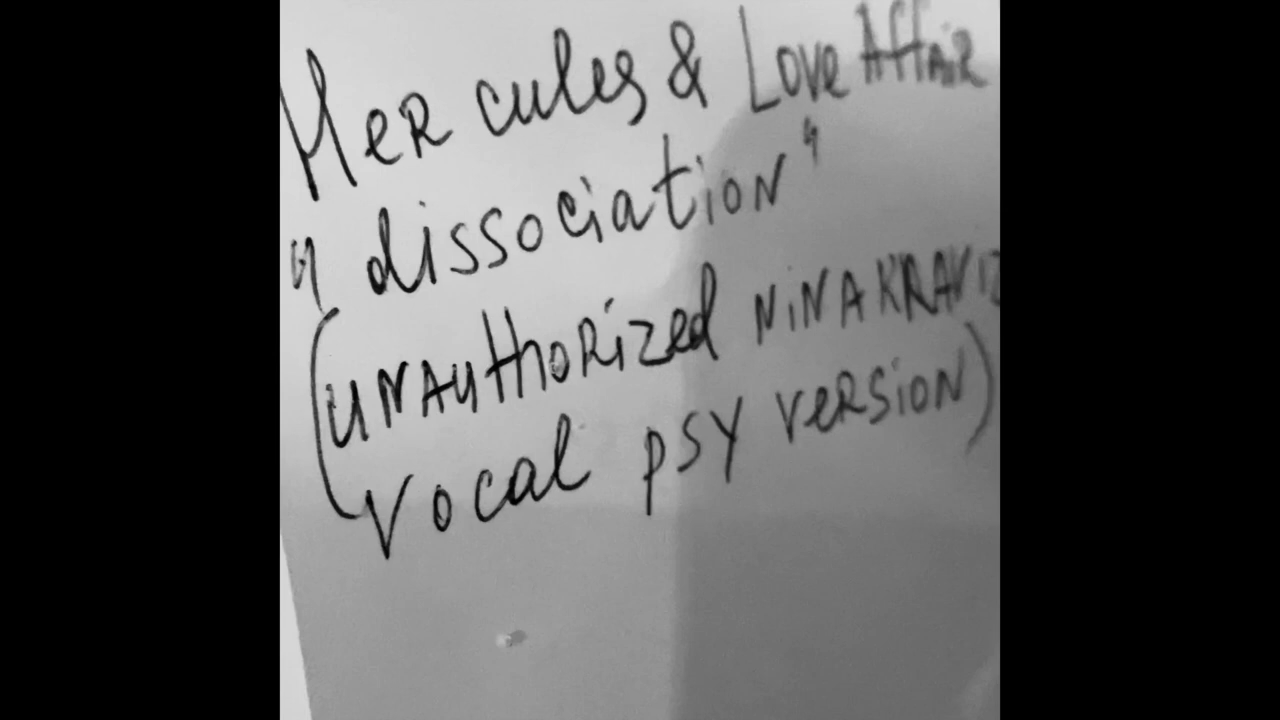 HeR cules & Love AffAiR
"dissociation"
(UNAuthoRized NiNA KRAViz
Vocal psy veRsioN)